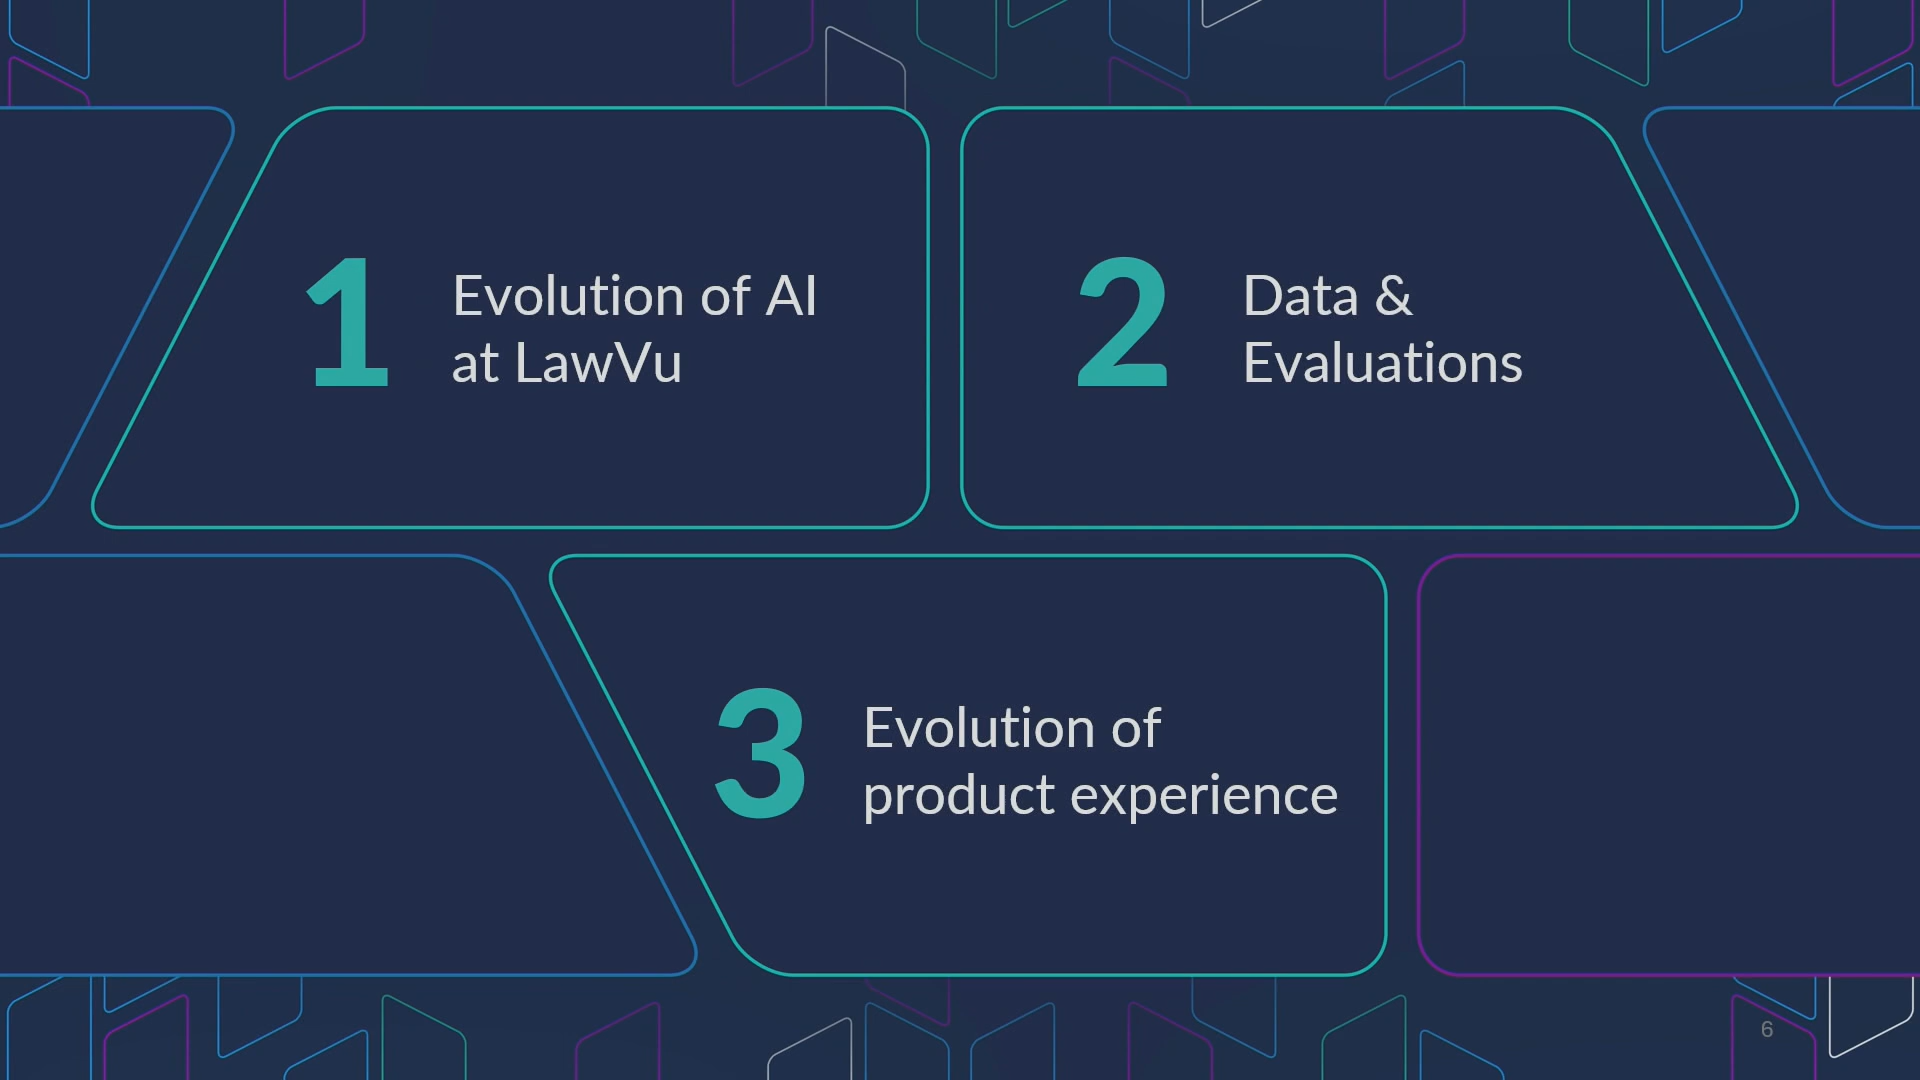 1
Evolution of AI
at LawVu
2
Data &
Evaluations
3
Evolution of
product experience
6